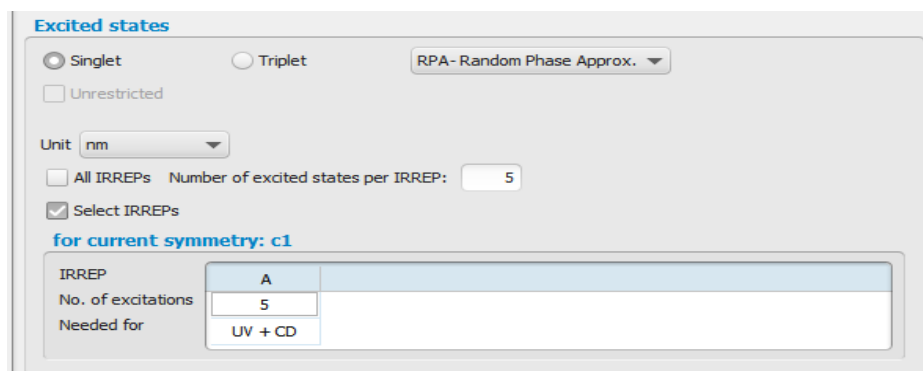 Excited states
Singlet Triplet RPA- Random Phase Approx.
Unrestricted
Unit nm
All IRREPs Number of excited states per IRREP: 5
Select IRREPs
for current symmetry: c1
IRREP A
No. of excitations 5
Needed for UV + CD